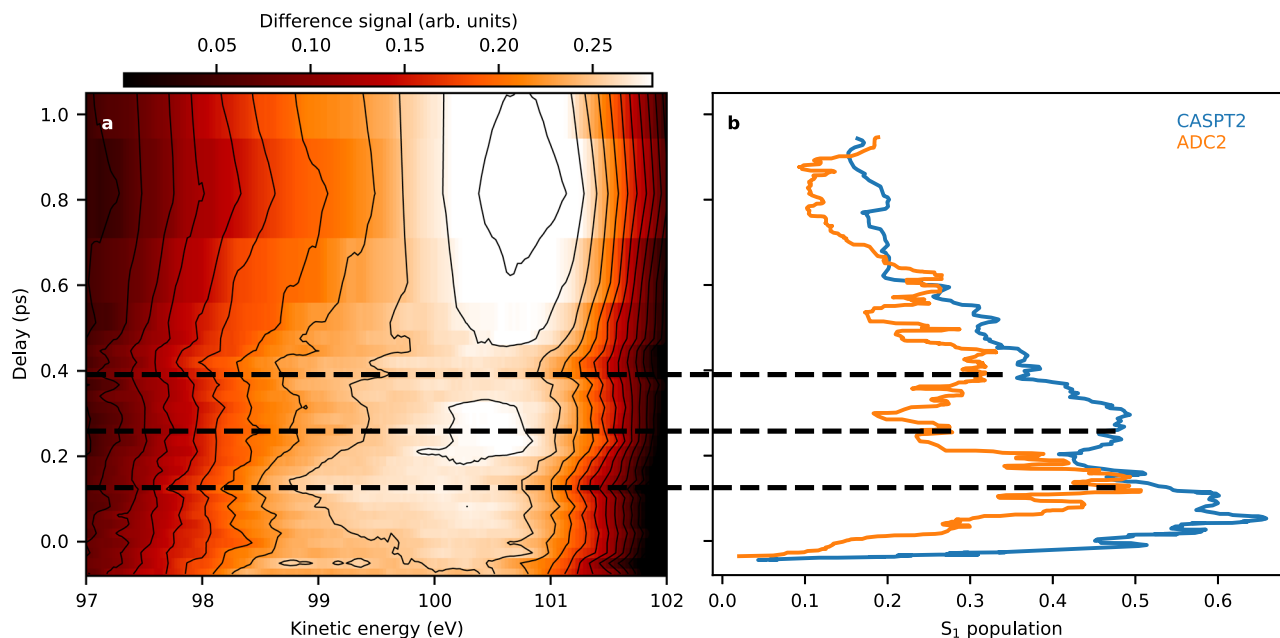 Difference signal (arb. units)
0.05 0.10 0.15 0.20 0.25
a
1.0
0.8
0.6
0.4
0.2
0.0
Delay (ps)
97 98 99 100 101 102
Kinetic energy (eV)
b
CASPT2
ADC2
0.0 0.1 0.2 0.3 0.4 0.5 0.6
S₁ population